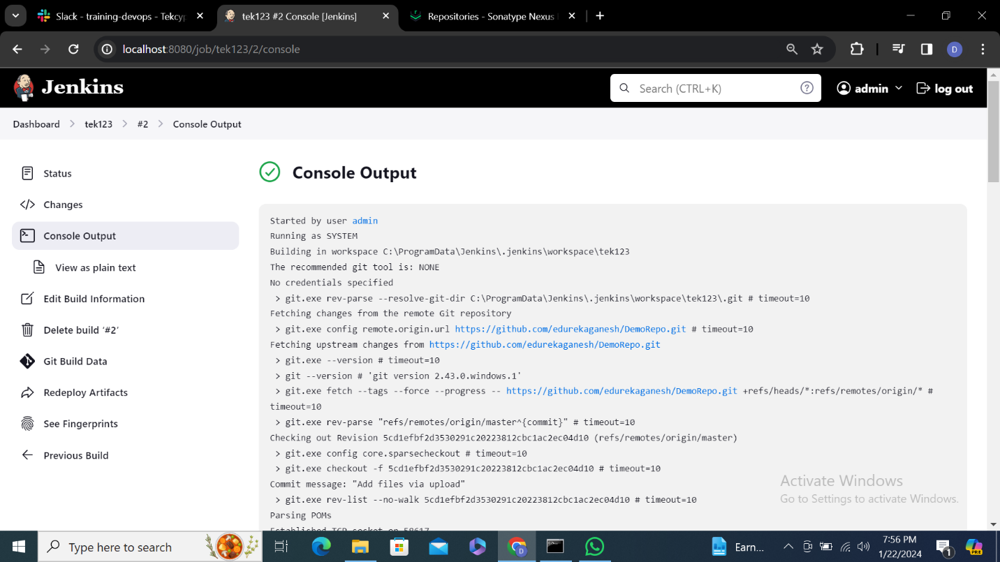 Slack - training-devops - Tekcyp
tek123 #2 Console [Jenkins]
Repositories - Sonatype Nexus
localhost:8080/job/tek123/2/console
D
Jenkins
Search (CTRL+K)
?
admin
log out
Dashboard > tek123 > #2 > Console Output
Status
Changes
Console Output
View as plain text
Edit Build Information
Delete build ‘#2’
Git Build Data
Redeploy Artifacts
See Fingerprints
Previous Build
Console Output
Started by user admin
Running as SYSTEM
Building in workspace C:\ProgramData\Jenkins\.jenkins\workspace\tek123
The recommended git tool is: NONE
No credentials specified
> git.exe rev-parse --resolve-git-dir C:\ProgramData\Jenkins\.jenkins\workspace\tek123\.git # timeout=10
Fetching changes from the remote Git repository
> git.exe config remote.origin.url https://github.com/edurekaganesh/DemoRepo.git # timeout=10
Fetching upstream changes from https://github.com/edurekaganesh/DemoRepo.git
> git.exe --version # timeout=10
> git --version # 'git version 2.43.0.windows.1'
> git.exe fetch --tags --force --progress -- https://github.com/edurekaganesh/DemoRepo.git +refs/heads/*:refs/remotes/origin/* #
timeout=10
> git.exe rev-parse "refs/remotes/origin/master^{commit}" # timeout=10
Checking out Revision 5cd1efbf2d3530291c20223812cbc1ac2ec04d10 (refs/remotes/origin/master)
> git.exe config core.sparsecheckout # timeout=10
> git.exe checkout -f 5cd1efbf2d3530291c20223812cbc1ac2ec04d10 # timeout=10
Commit message: "Add files via upload"
> git.exe rev-list --no-walk 5cd1efbf2d3530291c20223812cbc1ac2ec04d10 # timeout=10
Parsing POMs
Established TCP socket on 58617
Activate Windows
Go to Settings to activate Windows.
Type here to search
D
Earn...
7:56 PM
1/22/2024
1
PRE